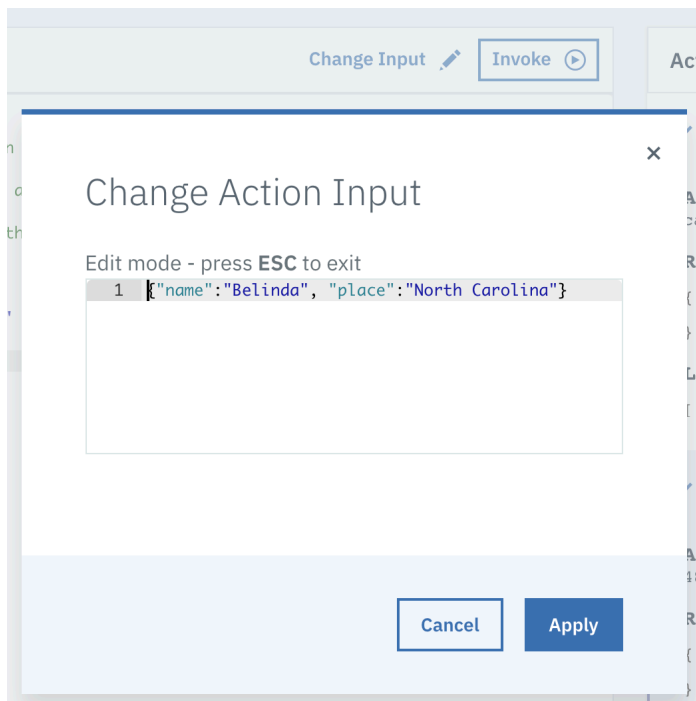 Change Input
Invoke
Change Action Input
Edit mode - press ESC to exit
1 {"name":"Belinda", "place":"North Carolina"}
Cancel
Apply